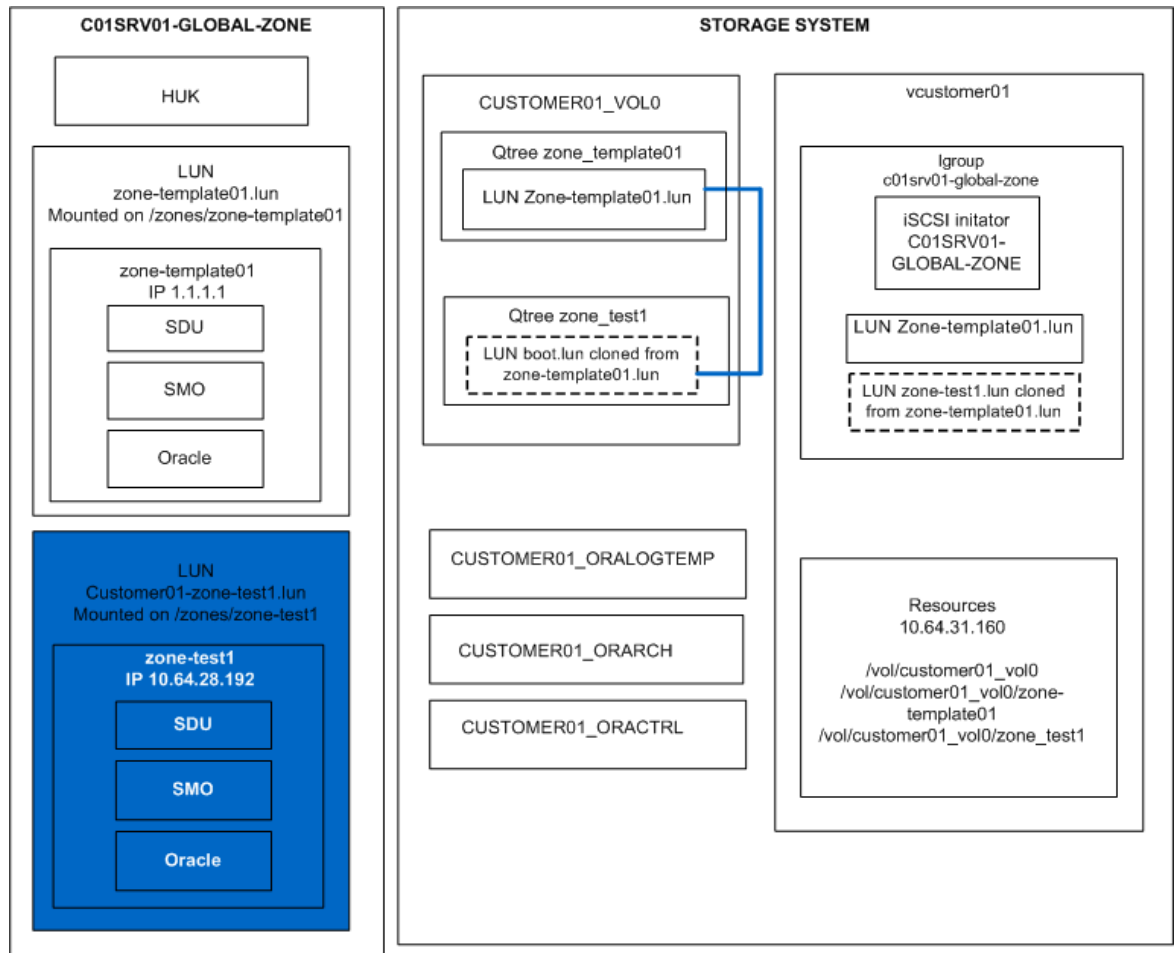 C01SRV01-GLOBAL-ZONE
HUK
LUN
zone-template01.lun
Mounted on /zones/zone-template01
zone-template01
IP 1.1.1.1
SDU
SMO
Oracle
LUN
Customer01-zone-test1.lun
Mounted on /zones/zone-test1
zone-test1
IP 10.64.28.192
SDU
SMO
Oracle
STORAGE SYSTEM
CUSTOMER01_VOL0
Qtree zone_template01
LUN Zone-template01.lun
Qtree zone_test1
LUN boot.lun cloned from
zone-template01.lun
CUSTOMER01_ORALOGTEMP
CUSTOMER01_ORARCH
CUSTOMER01_ORACTRL
vcustomer01
Igroup
c01srv01-global-zone
iSCSI initator
C01SRV01-
GLOBAL-ZONE
LUN Zone-template01.lun
LUN zone-test1.lun cloned
from zone-template01.lun
Resources
10.64.31.160
/vol/customer01_vol0
/vol/customer01_vol0/zone-
template01
/vol/customer01_vol0/zone_test1